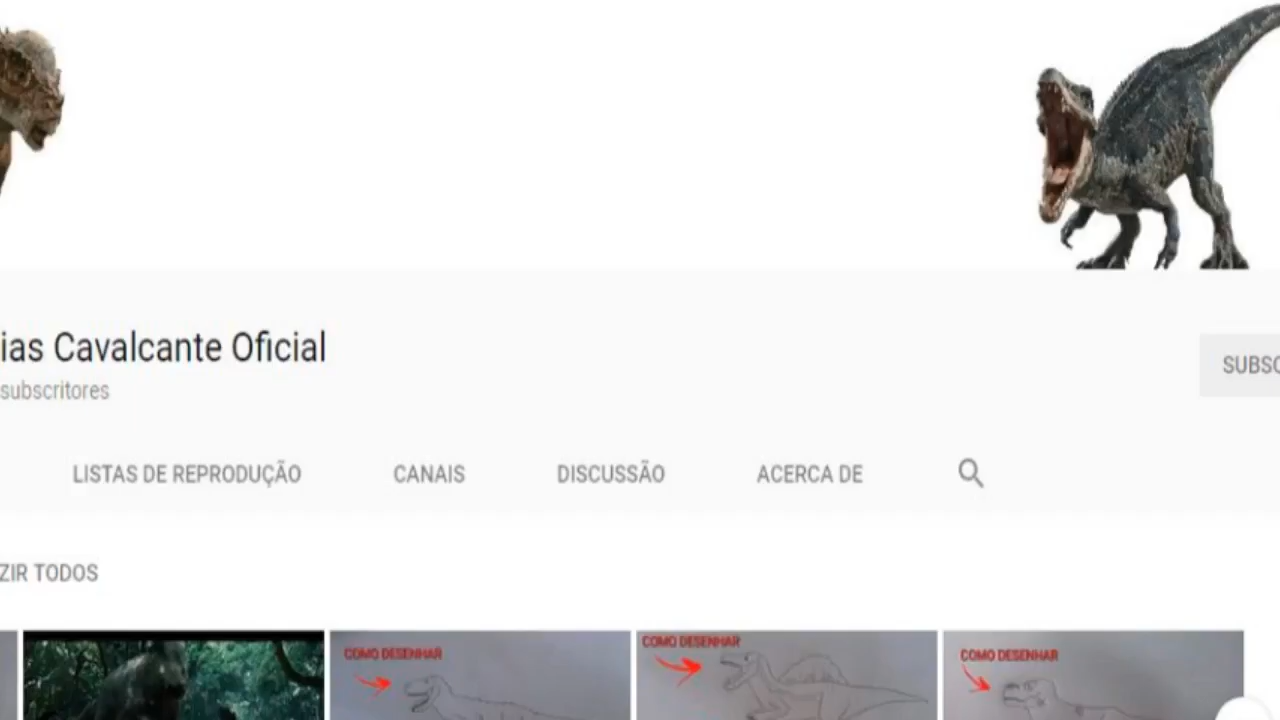 ias Cavalcante Oficial
subscritores
SUBSC
LISTAS DE REPRODUÇÃO
CANAIS
DISCUSSÃO
ACERCA DE
ZIR TODOS
COMO DESENHAR
COMO DESENHAR
COMO DESENHAR